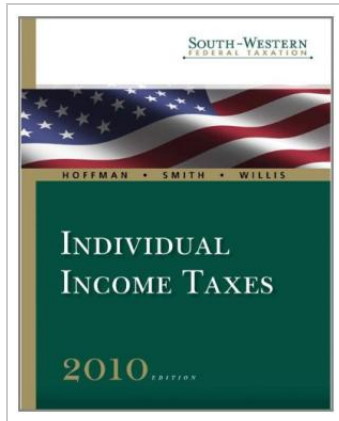 SOUTH-WESTERN
FEDERAL TAXATION
HOFFMAN • SMITH • WILLIS
INDIVIDUAL
INCOME TAXES
2010 EDITION